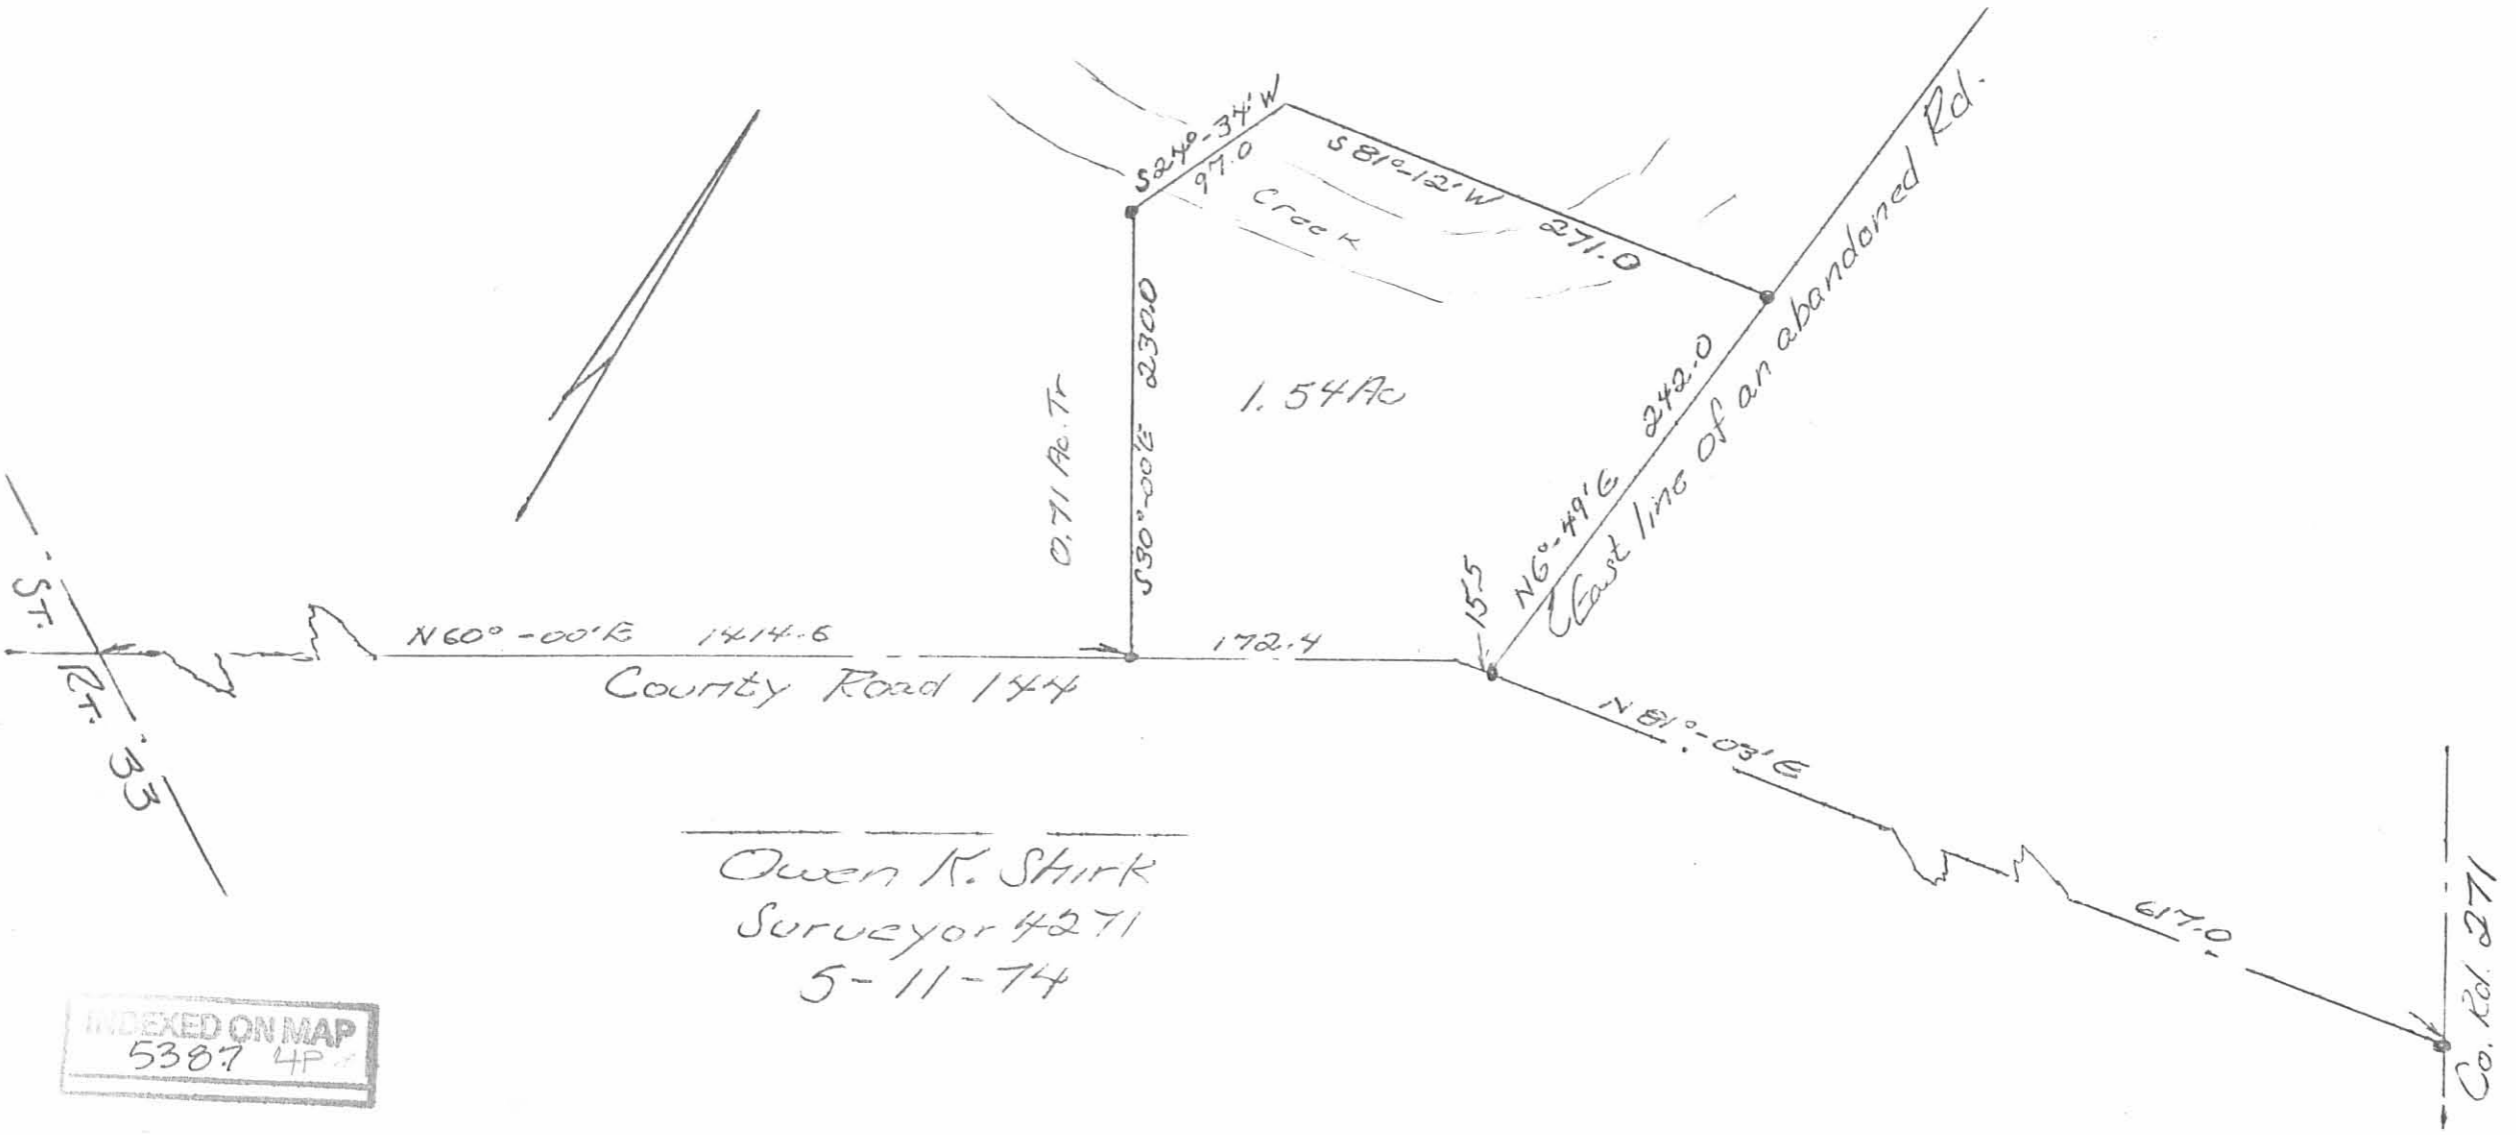 S 27°-34' W
97.0
S 81°-12' W 271.0
Creek
East line of an abandoned Rd.
N6°-49'E 242.0
S30°-00'E 230.0
1.54 Ac
0.71 Ac. Tr
15.5
N60°-00'E 1414.6
172.4
County Road 144
St. Rt. 33
N 81°-03' E
617.0
Co. Rd. 271
Owen K. Shirk
Surveyor 4271
5-11-74
INDEXED ON MAP
5387 4P